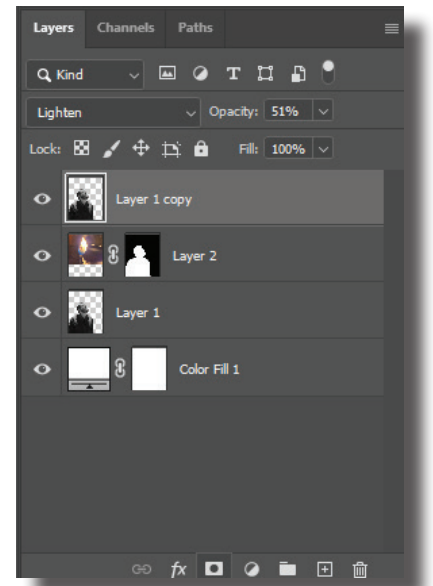 Layers Channels Paths
Kind T
Lighten Opacity: 51%
Lock: Fill: 100%
Layer 1 copy
Layer 2
Layer 1
Color Fill 1
fx